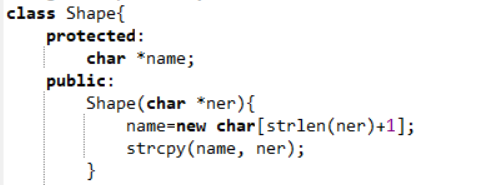 class Shape{
    protected:
        char *name;
    public:
        Shape(char *ner){
            name=new char[strlen(ner)+1];
            strcpy(name, ner);
        }